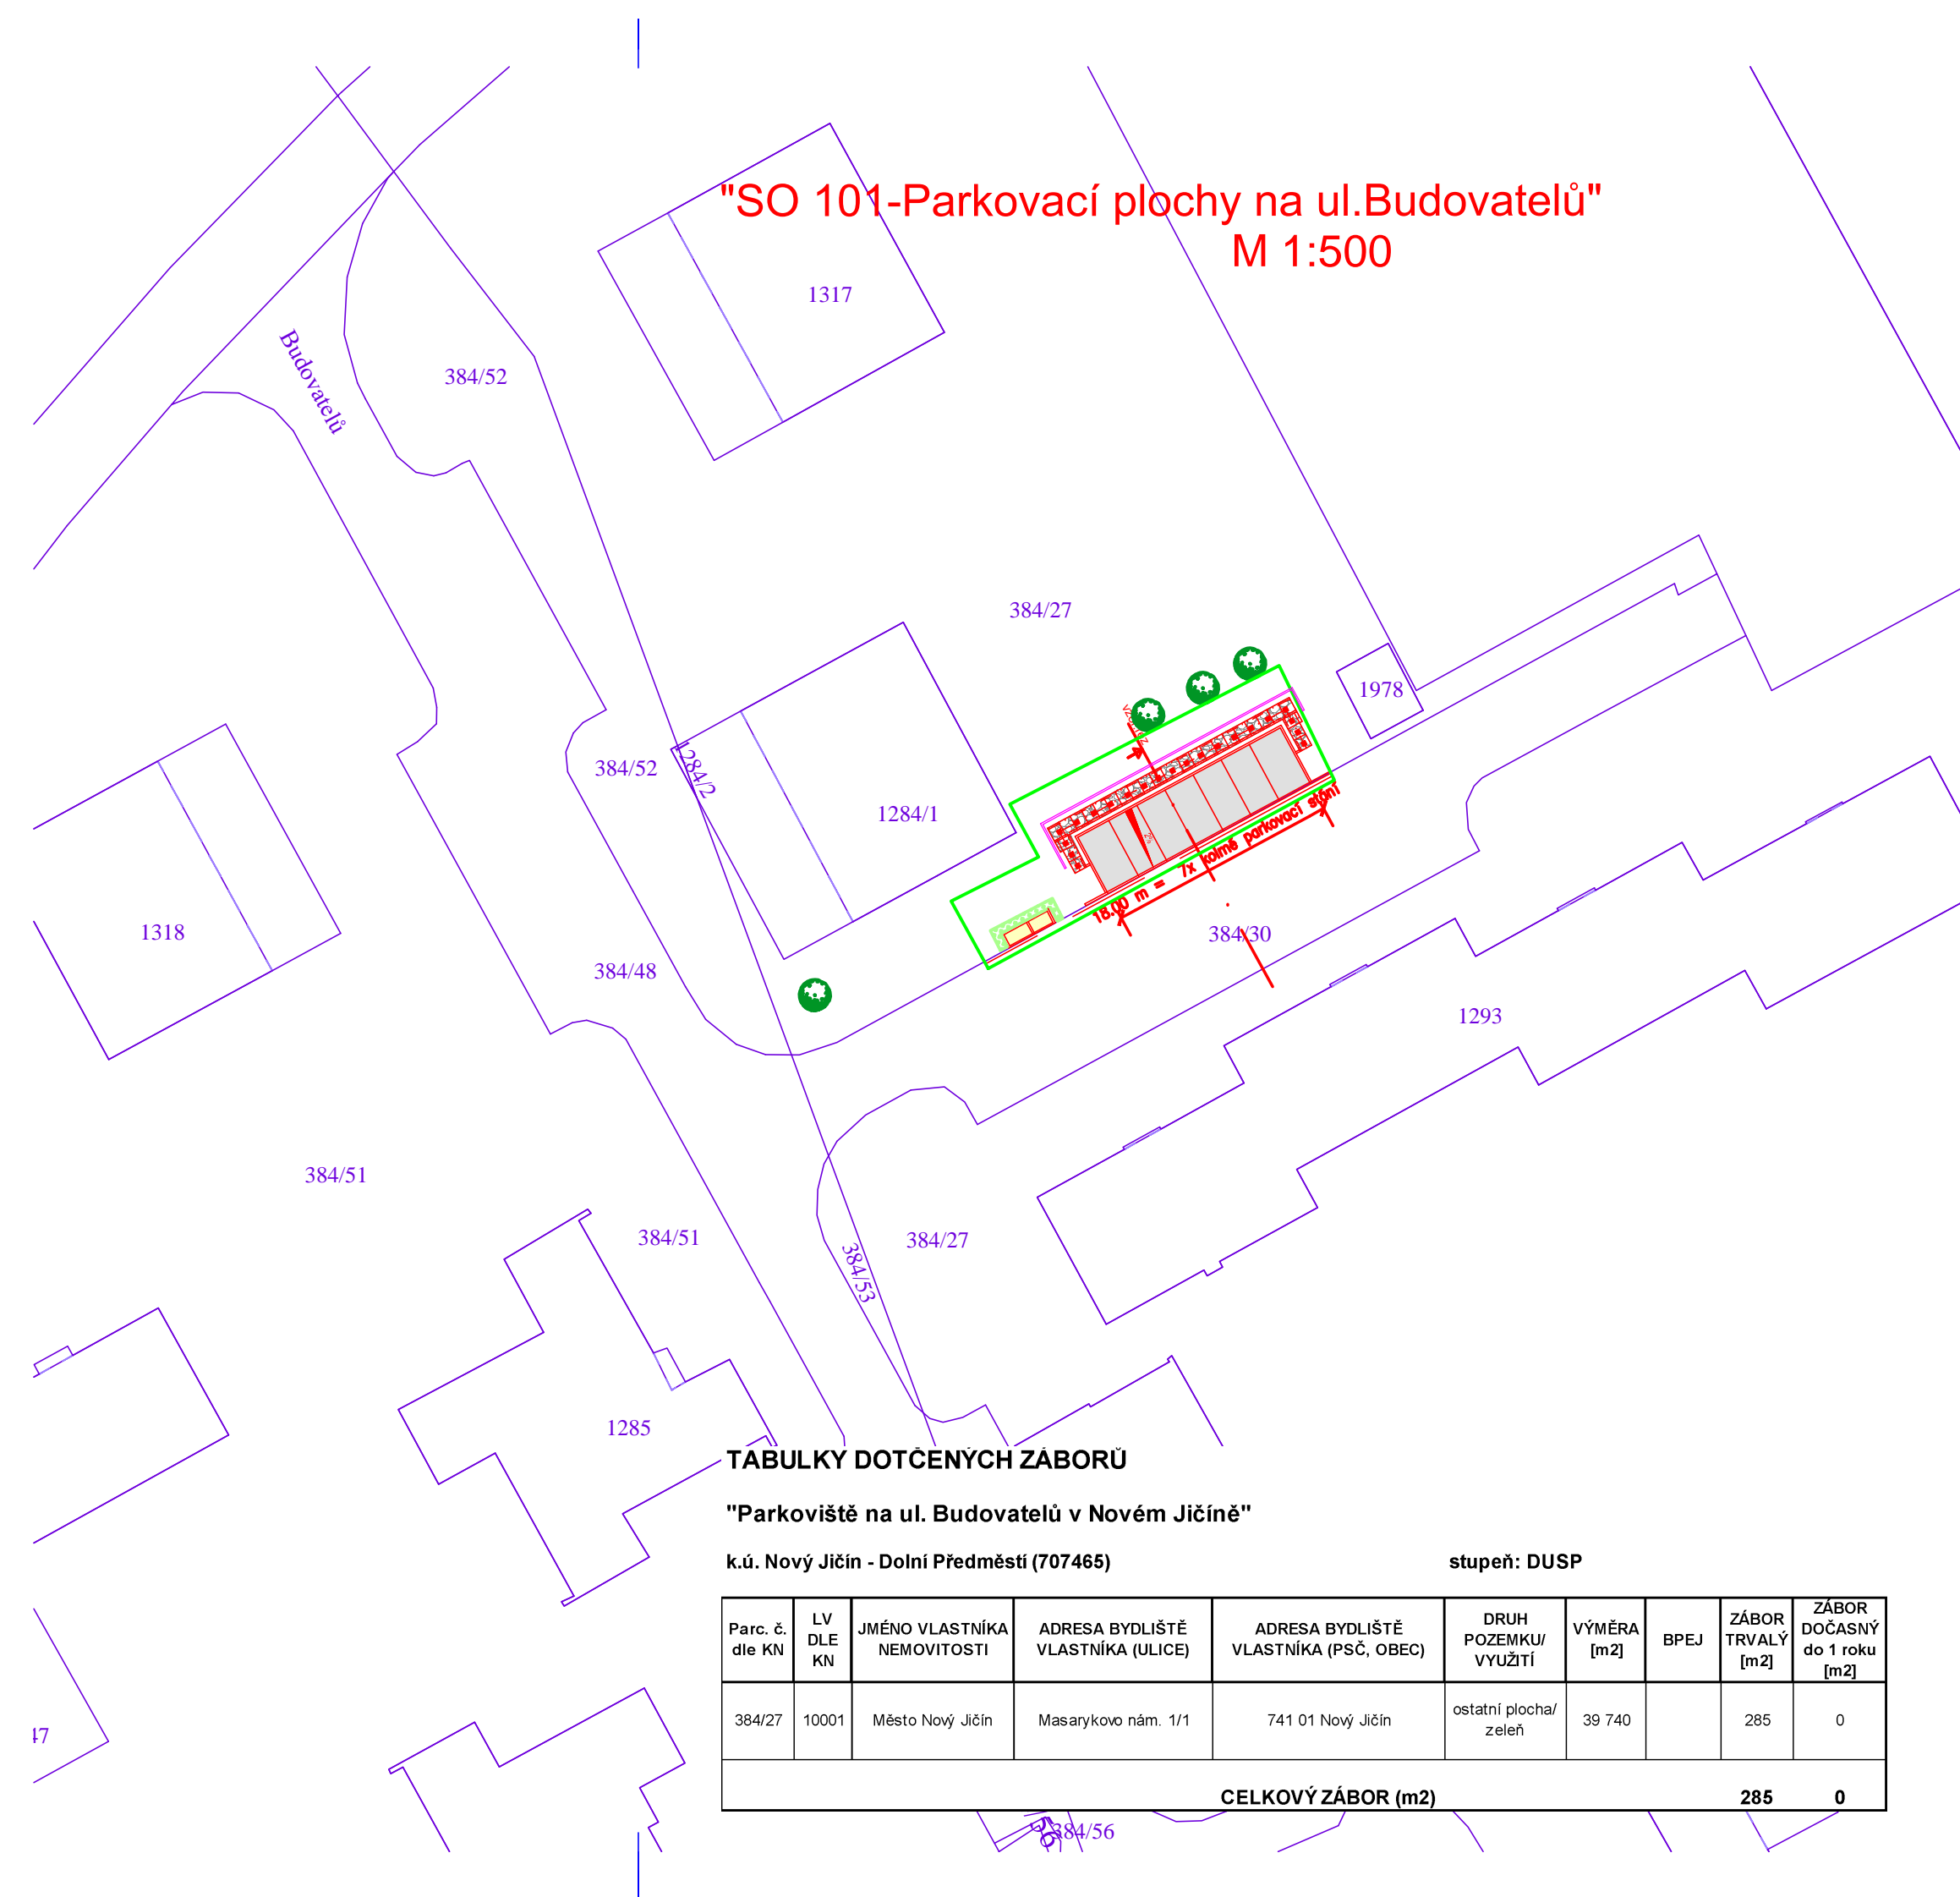 "SO 101-Parkovací plochy na ul.Budovatelů"
M 1:500
1317
Budovatelů
384/52
384/27
1978
384/52
1284/2
1284/1
18.00 m = 7x kolmé parkovací stání
1318
384/48
384/30
1293
384/51
384/51
384/27
384/53
1285
TABULKY DOTČENÝCH ZÁBORŮ
"Parkoviště na ul. Budovatelů v Novém Jičíně"
k.ú. Nový Jičín - Dolní Předměstí (707465) stupeň: DUSP
Parc. č. dle KN
LV DLE KN
JMÉNO VLASTNÍKA NEMOVITOSTI
ADRESA BYDLIŠTĚ VLASTNÍKA (ULICE)
ADRESA BYDLIŠTĚ VLASTNÍKA (PSČ, OBEC)
DRUH POZEMKU/ VYUŽITÍ
VÝMĚRA [m2]
BPEJ
ZÁBOR TRVALÝ [m2]
ZÁBOR DOČASNÝ do 1 roku [m2]
384/27 10001 Město Nový Jičín Masarykovo nám. 1/1 741 01 Nový Jičín ostatní plocha/ zeleň 39 740 285 0
CELKOVÝ ZÁBOR (m2) 285 0
47
384/56